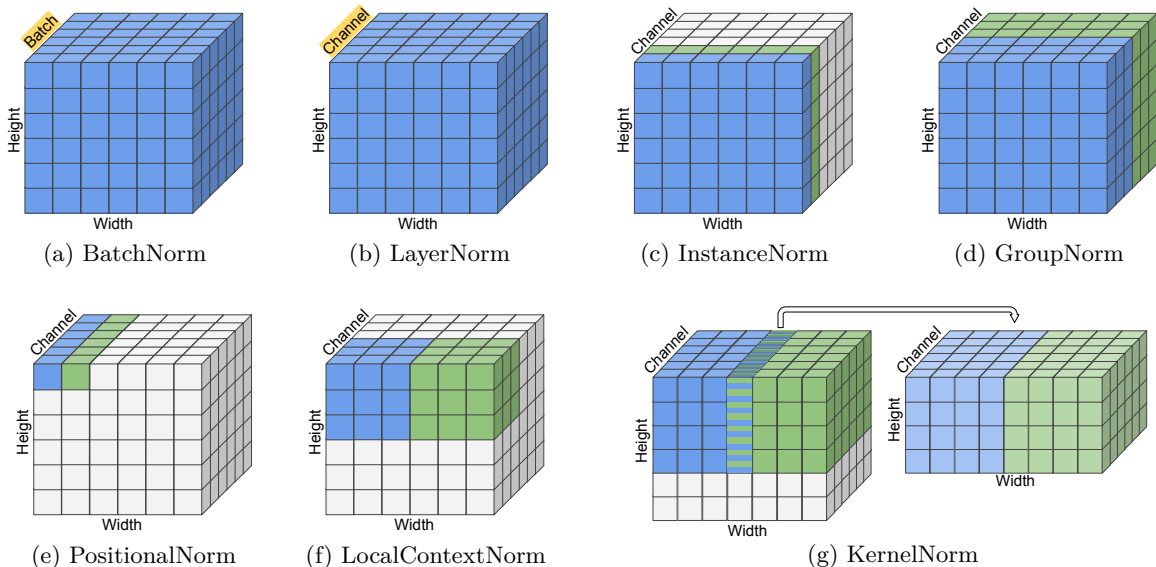 Batch
Height
Width
(a) BatchNorm
Channel
Height
Width
(b) LayerNorm
Channel
Height
Width
(c) InstanceNorm
Channel
Height
Width
(d) GroupNorm
Channel
Height
Width
(e) PositionalNorm
Channel
Height
Width
(f) LocalContextNorm
Channel
Height
Width
Channel
Height
Width
(g) KernelNorm